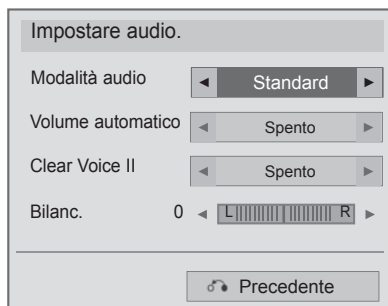 Impostare audio.
Modalità audio ◄ Standard ►
Volume automatico ◄ Spento ►
Clear Voice II ◄ Spento ►
Bilanc. 0 ◄ L R ►
Precedente